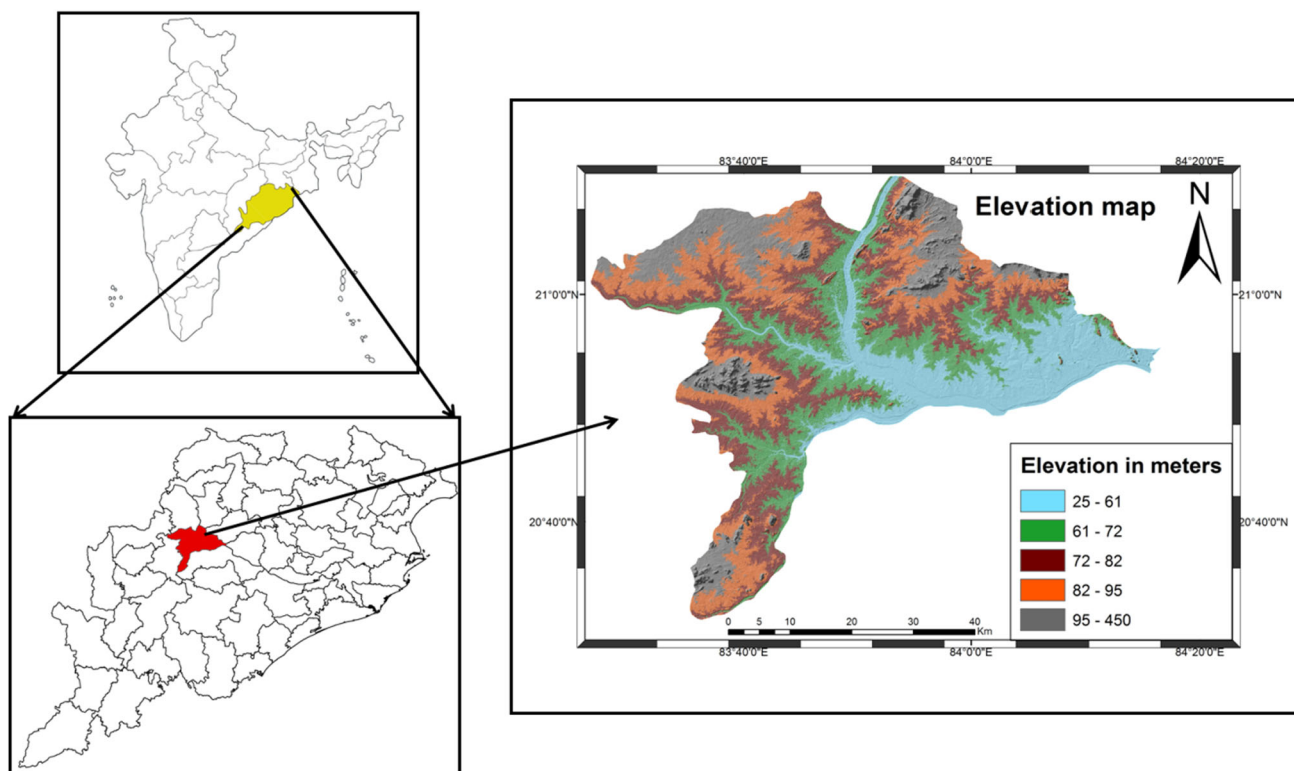 83°40'0"E 84°0'0"E 84°20'0"E
Elevation map
N
21°0'0"N 21°0'0"N
Elevation in meters
25 - 61
61 - 72
72 - 82
82 - 95
95 - 450
20°40'0"N 20°40'0"N
0 5 10 20 30 40
Km
83°40'0"E 84°0'0"E 84°20'0"E